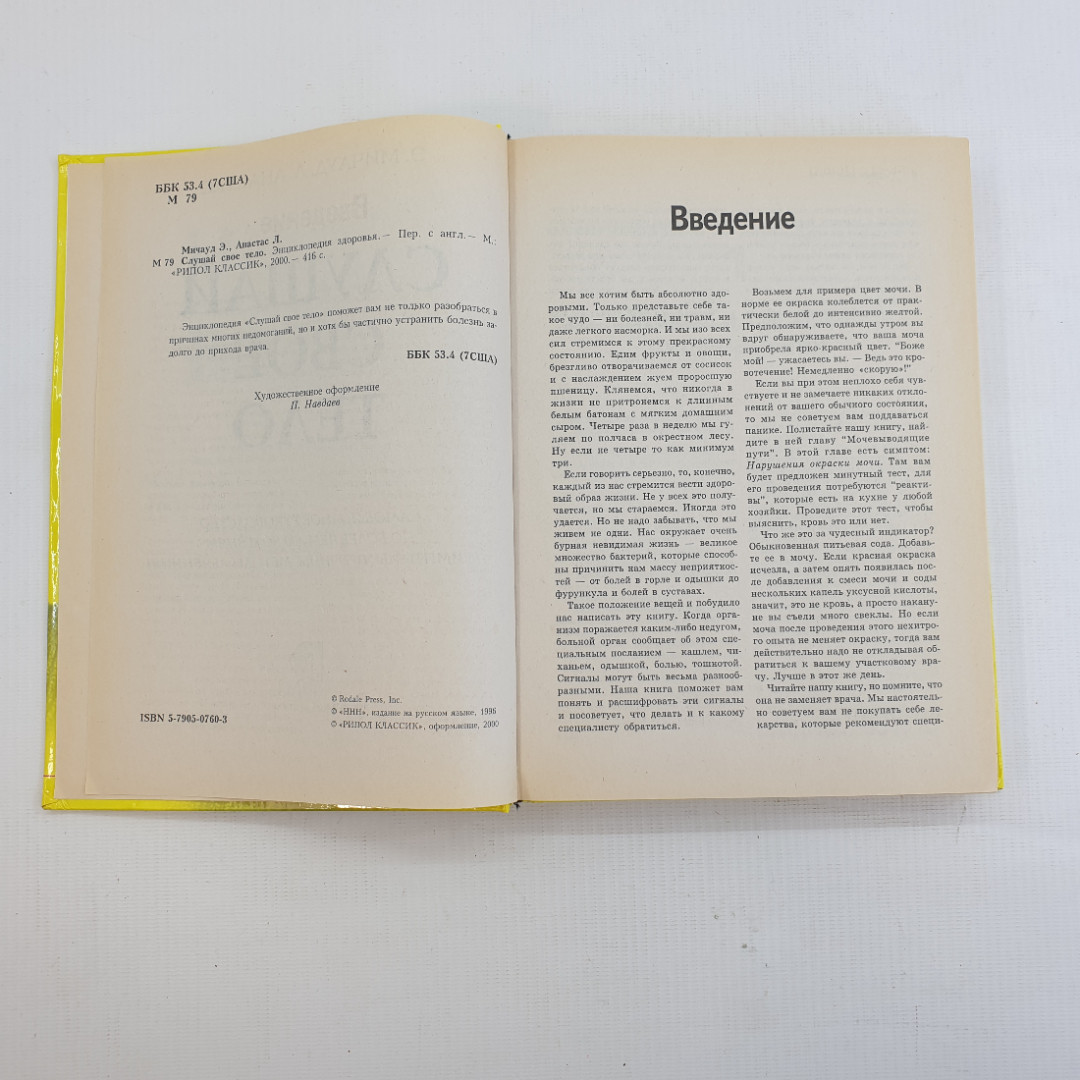 ББК 53.4 (7США)
М 79
Мичауд Э., Анастас Л.
М 79 Слушай свое тело. Энциклопедия здоровья. — Пер. с англ. — М.:
«РИПОЛ КЛАССИК», 2000. — 416 с.
Энциклопедия «Слушай свое тело» поможет вам не только разобраться в
причинах многих недомоганий, но и хотя бы частично устранить болезнь за-
долго до прихода врача.
ББК 53.4 (7США)
Художественное оформление
П. Навдаев
© Rodale Press, Inc.
© «ННН», издание на русском языке, 1996
© «РИПОЛ КЛАССИК», оформление, 2000
ISBN 5-7905-0760-3
Введение
Мы все хотим быть абсолютно здо-
ровыми. Только представьте себе та-
кое чудо — ни болезней, ни травм, ни
даже легкого насморка. И мы изо всех
сил стремимся к этому прекрасному
состоянию. Едим фрукты и овощи,
брезгливо отворачиваемся от сосисок
и с наслаждением жуем проросшую
пшеницу. Клянемся, что никогда в
жизни не притронемся к длинным
белым батонам с мягким домашним
сыром. Четыре раза в неделю мы гу-
ляем по полчаса в окрестном лесу.
Ну если не четыре то как минимум
три.
Если говорить серьезно, то, конечно,
каждый из нас стремится вести здоро-
вый образ жизни. Не у всех это полу-
чается, но мы стараемся. Иногда это
удается. Но не надо забывать, что мы
живем не одни. Нас окружает очень
бурная невидимая жизнь — великое
множество бактерий, которые способ-
ны причинить нам массу неприятнос-
тей — от болей в горле и одышки до
фурункула и болей в суставах.
Такое положение вещей и побудило
нас написать эту книгу. Когда орга-
низм поражается каким-либо недугом,
больной орган сообщает об этом спе-
циальным посланием — кашлем, чи-
ханьем, одышкой, болью, тошнотой.
Сигналы могут быть весьма разнооб-
разными. Наша книга поможет вам
понять и расшифровать эти сигналы
и посоветует, что делать и к какому
специалисту обратиться.
Возьмем для примера цвет мочи. В
норме ее окраска колеблется от прак-
тически белой до интенсивно желтой.
Предположим, что однажды утром вы
вдруг обнаруживаете, что ваша моча
приобрела ярко-красный цвет. “Боже
мой! — ужасаетесь вы. — Ведь это кро-
вотечение! Немедленно «скорую»!”
Если вы при этом неплохо себя чув-
ствуете и не замечаете никаких откло-
нений от вашего обычного состояния,
то мы не советуем вам поддаваться
панике. Полистайте нашу книгу, най-
дите в ней главу “Мочевыводящие
пути”. В этой главе есть симптом:
Нарушения окраски мочи. Там вам
будет предложен минутный тест, для
его проведения потребуются “реакти-
вы”, которые есть на кухне у любой
хозяйки. Проведите этот тест, чтобы
выяснить, кровь это или нет.
Что же это за чудесный индикатор?
Обыкновенная питьевая сода. Добавь-
те ее в мочу. Если красная окраска
исчезла, а затем опять появилась пос-
ле добавления к смеси мочи и соды
нескольких капель уксусной кислоты,
значит, это не кровь, а просто накану-
не вы съели много свеклы. Но если
моча после проведения этого нехитро-
го опыта не меняет окраску, тогда вам
действительно надо не откладывая об-
ратиться к вашему участковому вра-
чу. Лучше в этот же день.
Читайте нашу книгу, но помните, что
она не заменяет врача. Мы настоятель-
но советуем вам не покупать себе ле-
карства, которые рекомендуют специ-